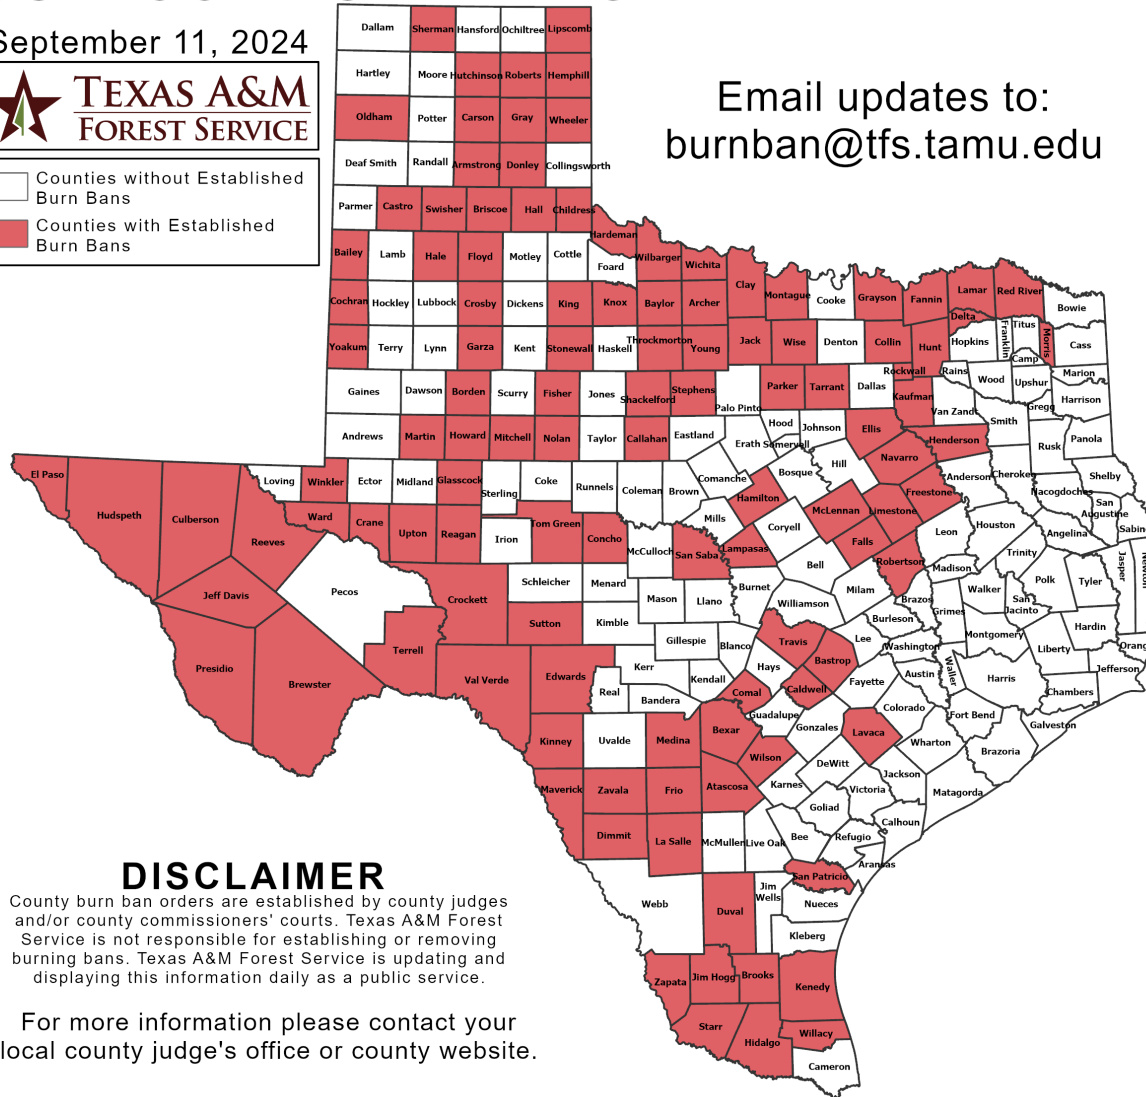 September 11, 2024
TEXAS A&M
FOREST SERVICE
Counties without Established
Burn Bans
Counties with Established
Burn Bans
Email updates to:
burnban@tfs.tamu.edu
Dallam Sherman Hansford Ochiltree Lipscomb
Hartley Moore Hutchinson Roberts Hemphill
Oldham Potter Carson Gray Wheeler
Deaf Smith Randall Armstrong Donley Collingsworth
Parmer Castro Swisher Briscoe Hall Childress
Hardeman
Bailey Lamb Hale Floyd Motley Cottle Foard Wilbarger Wichita
Clay Montague Cooke Grayson Fannin Lamar Red River Bowie
Cochran Hockley Lubbock Crosby Dickens King Knox Baylor Archer
Delta Franklin Titus Morris Cass
Yoakum Terry Lynn Garza Kent Stonewall Haskell Throckmorton Young Jack Wise Denton Collin Hunt Hopkins
Camp Marion
Gaines Dawson Borden Scurry Fisher Jones Shackelford Stephens Palo Pinto Parker Tarrant Dallas Rockwall Kaufman Rains Wood Upshur Harrison
Van Zandt Gregg
Andrews Martin Howard Mitchell Nolan Taylor Callahan Eastland Erath Hood Somervell Johnson Ellis Henderson Smith Rusk Panola
El Paso Hudspeth Culberson Reeves Loving Winkler Ector Midland Glasscock Sterling Coke Runnels Coleman Brown Comanche Hamilton Bosque Hill Navarro Freestone Anderson Cherokee Nacogdoches Shelby
San
Augustine
Sabin
Ward Crane Upton Reagan Irion Tom Green Concho McCulloch San Saba Mills Lampasas Coryell McLennan Limestone Falls Leon Houston Angelina
Jeff Davis Pecos Crockett Schleicher Menard Mason Llano Burnet Bell Milam Robertson Brazos Madison Walker Trinity Polk Tyler Jasper Newton
San
Jacinto
Presidio Brewster Terrell Val Verde Sutton Kimble Gillespie Blanco Williamson Travis Lee Burleson Washington Grimes Montgomery Liberty Hardin Orang
Edwards Real Kerr Bandera Kendall Hays Comal Caldwell Bastrop Fayette Austin Waller Harris Chambers Jefferson
Kinney Uvalde Medina Bexar Guadalupe Wilson Gonzales Lavaca Colorado Wharton Fort Bend Brazoria Galveston
Maverick Zavala Frio Atascosa Karnes DeWitt Victoria Jackson Matagorda
Dimmit La Salle McMullen Live Oak Bee Goliad Refugio Calhoun Aransas
Webb Duval
Jim
Wells
San Patricio Nueces Kleberg
Zapata Jim Hogg Brooks Kenedy
Starr Hidalgo Willacy Cameron
DISCLAIMER
County burn ban orders are established by county judges
and/or county commissioners' courts. Texas A&M Forest
Service is not responsible for establishing or removing
burning bans. Texas A&M Forest Service is updating and
displaying this information daily as a public service.
For more information please contact your
local county judge's office or county website.